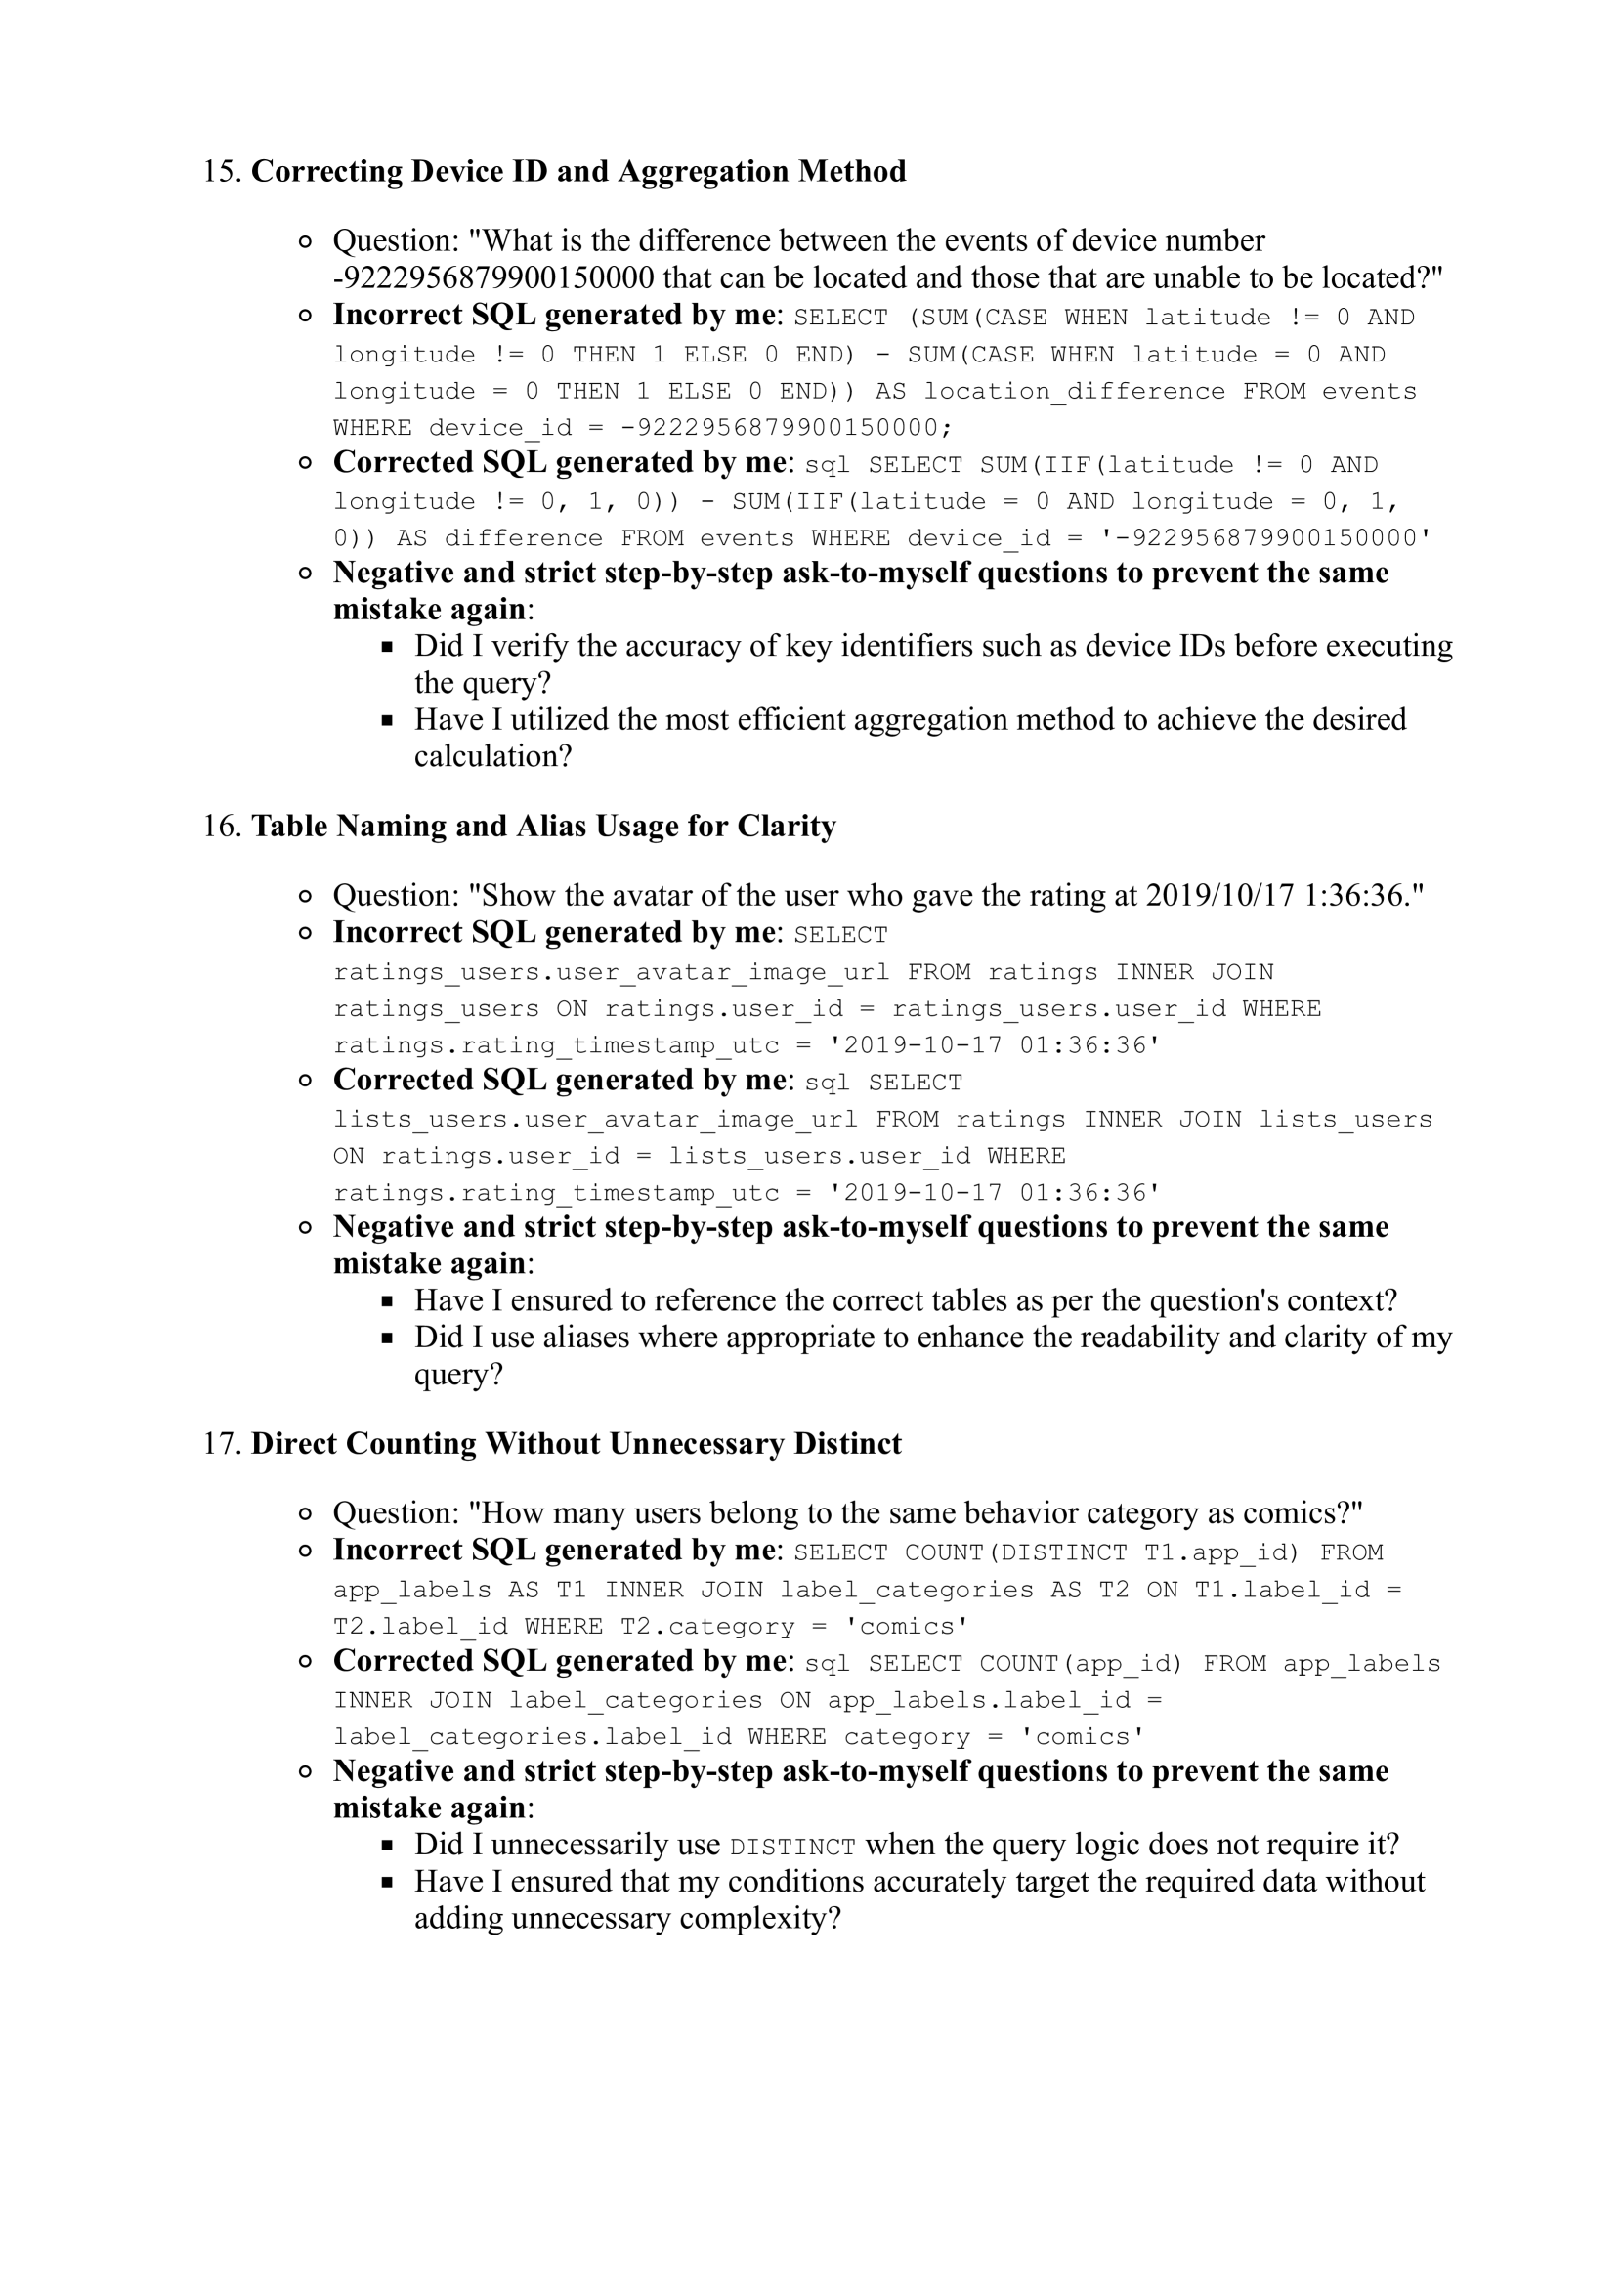 15. Correcting Device ID and Aggregation Method
Question: "What is the difference between the events of device number
-9222956879900150000 that can be located and those that are unable to be located?"
Incorrect SQL generated by me: SELECT (SUM(CASE WHEN latitude != 0 AND
longitude != 0 THEN 1 ELSE 0 END) - SUM(CASE WHEN latitude = 0 AND
longitude = 0 THEN 1 ELSE 0 END)) AS location_difference FROM events
WHERE device_id = -9222956879900150000;
Corrected SQL generated by me: sql SELECT SUM(IIF(latitude != 0 AND
longitude != 0, 1, 0)) - SUM(IIF(latitude = 0 AND longitude = 0, 1,
0)) AS difference FROM events WHERE device_id = '-922956879900150000'
Negative and strict step-by-step ask-to-myself questions to prevent the same
mistake again:
Did I verify the accuracy of key identifiers such as device IDs before executing
the query?
Have I utilized the most efficient aggregation method to achieve the desired
calculation?
16. Table Naming and Alias Usage for Clarity
Question: "Show the avatar of the user who gave the rating at 2019/10/17 1:36:36."
Incorrect SQL generated by me: SELECT
ratings_users.user_avatar_image_url FROM ratings INNER JOIN
ratings_users ON ratings.user_id = ratings_users.user_id WHERE
ratings.rating_timestamp_utc = '2019-10-17 01:36:36'
Corrected SQL generated by me: sql SELECT
lists_users.user_avatar_image_url FROM ratings INNER JOIN lists_users
ON ratings.user_id = lists_users.user_id WHERE
ratings.rating_timestamp_utc = '2019-10-17 01:36:36'
Negative and strict step-by-step ask-to-myself questions to prevent the same
mistake again:
Have I ensured to reference the correct tables as per the question's context?
Did I use aliases where appropriate to enhance the readability and clarity of my
query?
17. Direct Counting Without Unnecessary Distinct
Question: "How many users belong to the same behavior category as comics?"
Incorrect SQL generated by me: SELECT COUNT(DISTINCT T1.app_id) FROM
app_labels AS T1 INNER JOIN label_categories AS T2 ON T1.label_id =
T2.label_id WHERE T2.category = 'comics'
Corrected SQL generated by me: sql SELECT COUNT(app_id) FROM app_labels
INNER JOIN label_categories ON app_labels.label_id =
label_categories.label_id WHERE category = 'comics'
Negative and strict step-by-step ask-to-myself questions to prevent the same
mistake again:
Did I unnecessarily use DISTINCT when the query logic does not require it?
Have I ensured that my conditions accurately target the required data without
adding unnecessary complexity?